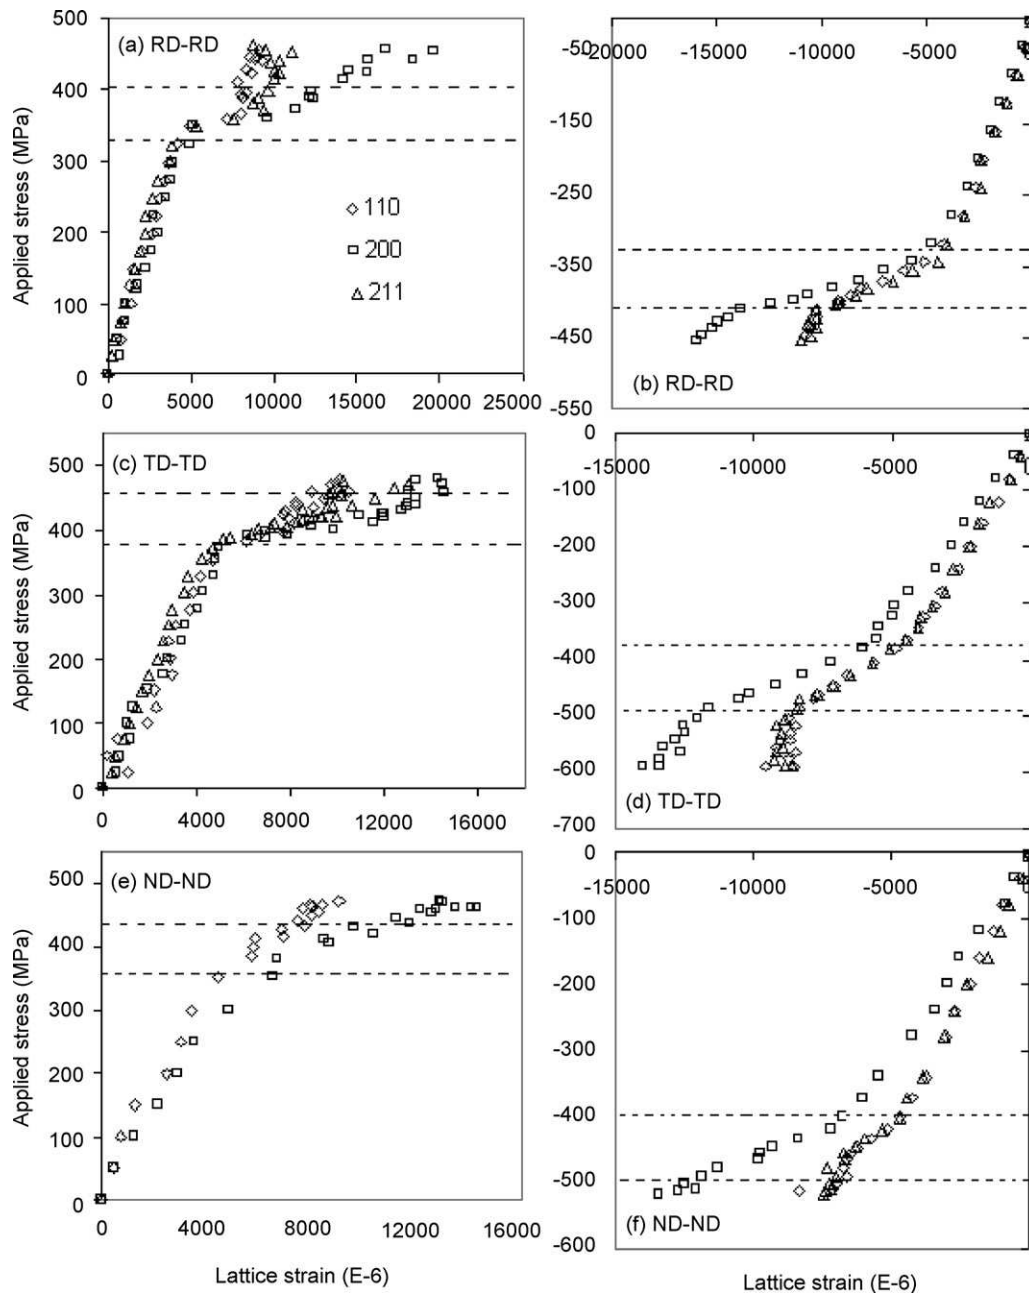 Applied stress (MPa)
500
400
300
200
100
0
(a) RD-RD
110
200
211
0 5000 10000 15000 20000 25000
20000 -15000 -10000 -5000
-50
-150
-250
-350
-450
-550
(b) RD-RD
Applied stress (MPa)
500
400
300
200
100
0
(c) TD-TD
0 4000 8000 12000 16000
-15000 -10000 -5000
0
-100
-200
-300
-400
-500
-600
-700
(d) TD-TD
Applied stress (MPa)
500
400
300
200
100
0
(e) ND-ND
0 4000 8000 12000 16000
-15000 -10000 -5000
0
-100
-200
-300
-400
-500
-600
(f) ND-ND
Lattice strain (E-6)
Lattice strain (E-6)